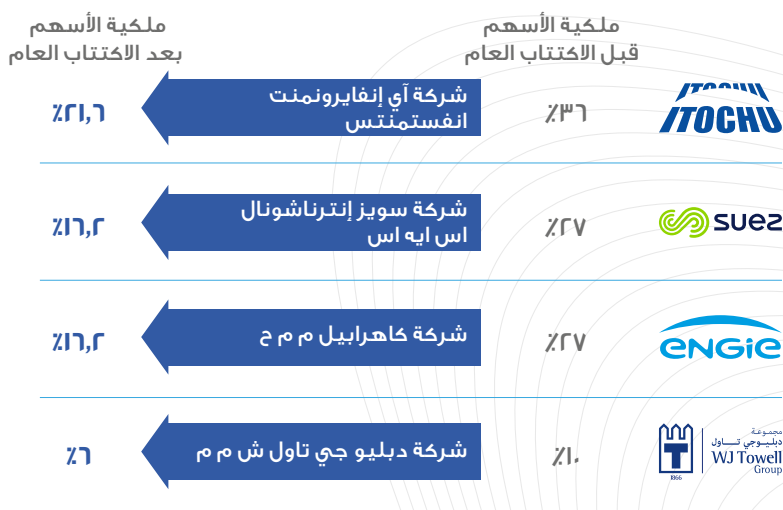 ملكية الأسهم
قبل الاكتتاب العام
ملكية الأسهم
بعد الاكتتاب العام
ITOCHU
٪٣٦
شركة آي إنفايرونمنت
انفستمنتس
٪٢١,٦
suez
٪٢٧
شركة سويز إنترناشونال
اس ايه اس
٪١٦,٢
ENGIE
٪٢٧
شركة كاهرابيل م م ح
٪١٦,٢
مجموعة
دبليوجي تاول
WJ Towell
Group
1866
٪١٠
شركة دبليو جي تاول ش م م
٪٦